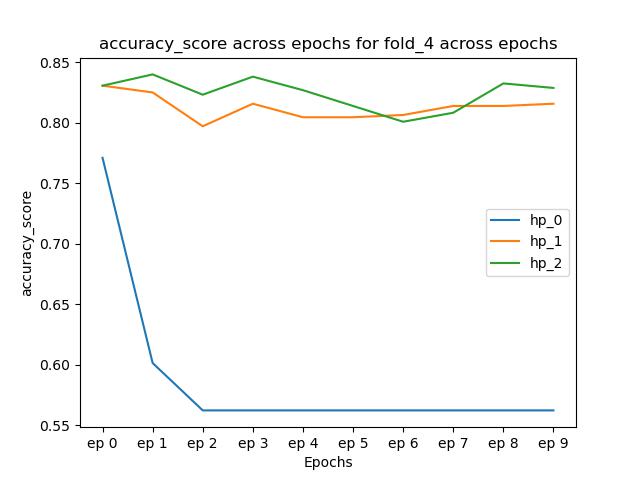 accuracy_score across epochs for fold_4 across epochs
accuracy_score
0.85
0.80
0.75
0.70
0.65
0.60
0.55
hp_0
hp_1
hp_2
ep 0 ep 1 ep 2 ep 3 ep 4 ep 5 ep 6 ep 7 ep 8 ep 9
Epochs